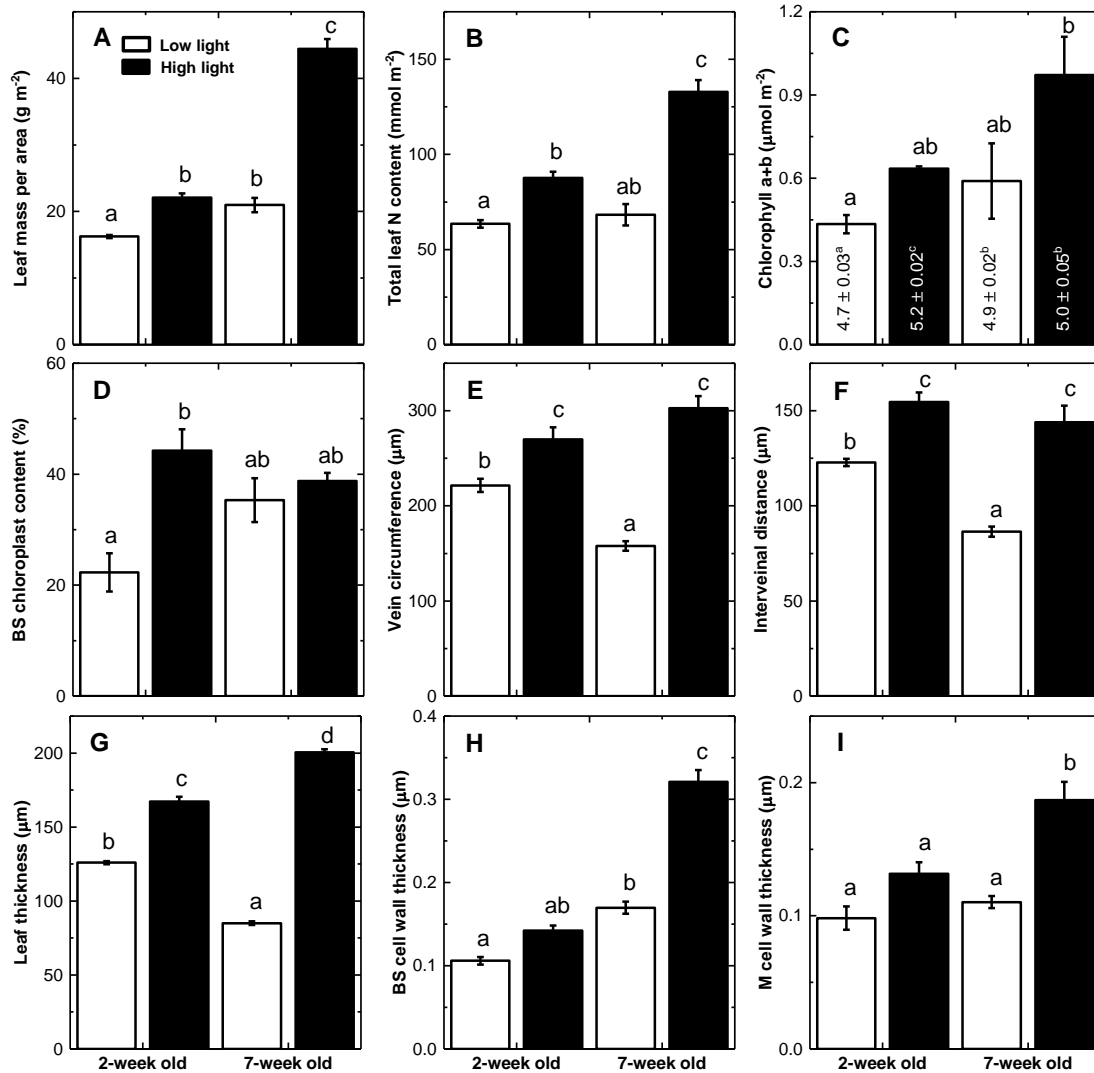 A
Low light
High light
Leaf mass per area (g m⁻²)
40
20
0
a
b
b
c
B
Total leaf N content (mmol m⁻²)
150
100
50
0
a
b
ab
c
C
Chlorophyll a+b (μmol m⁻²)
1.2
0.9
0.6
0.3
0.0
a
ab
ab
b
4.7 ± 0.03ᵃ
5.2 ± 0.02ᶜ
4.9 ± 0.02ᵇ
5.0 ± 0.05ᵇ
D
BS chloroplast content (%)
60
40
20
0
a
b
ab
ab
E
Vein circumference (μm)
300
200
100
0
b
c
a
c
F
Interveinal distance (μm)
150
100
50
0
b
c
a
c
G
Leaf thickness (μm)
200
150
100
50
0
b
c
a
d
2-week old
7-week old
H
BS cell wall thickness (μm)
0.4
0.3
0.2
0.1
0.0
a
ab
b
c
2-week old
7-week old
I
M cell wall thickness (μm)
0.2
0.1
0.0
a
a
a
b
2-week old
7-week old